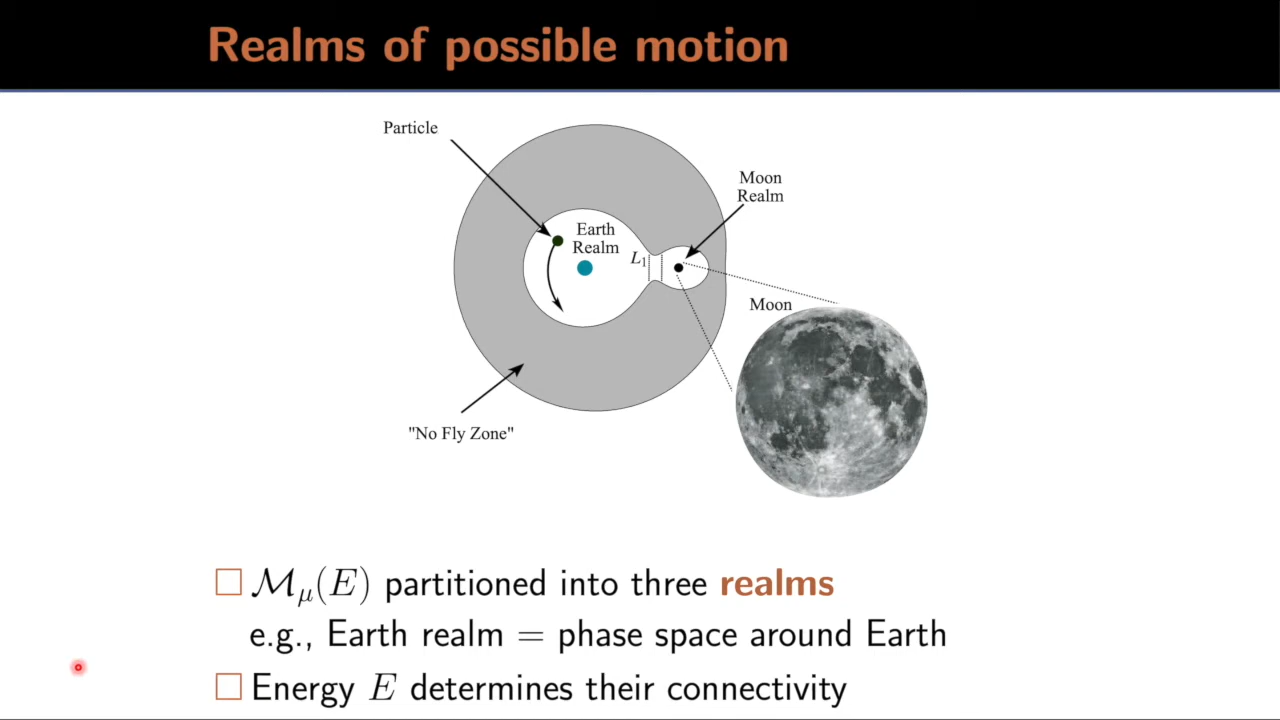 Realms of possible motion
Particle
Moon
Realm
Earth
Realm
L₁
Moon
"No Fly Zone"
ℳ_μ(E) partitioned into three realms
e.g., Earth realm = phase space around Earth
Energy E determines their connectivity